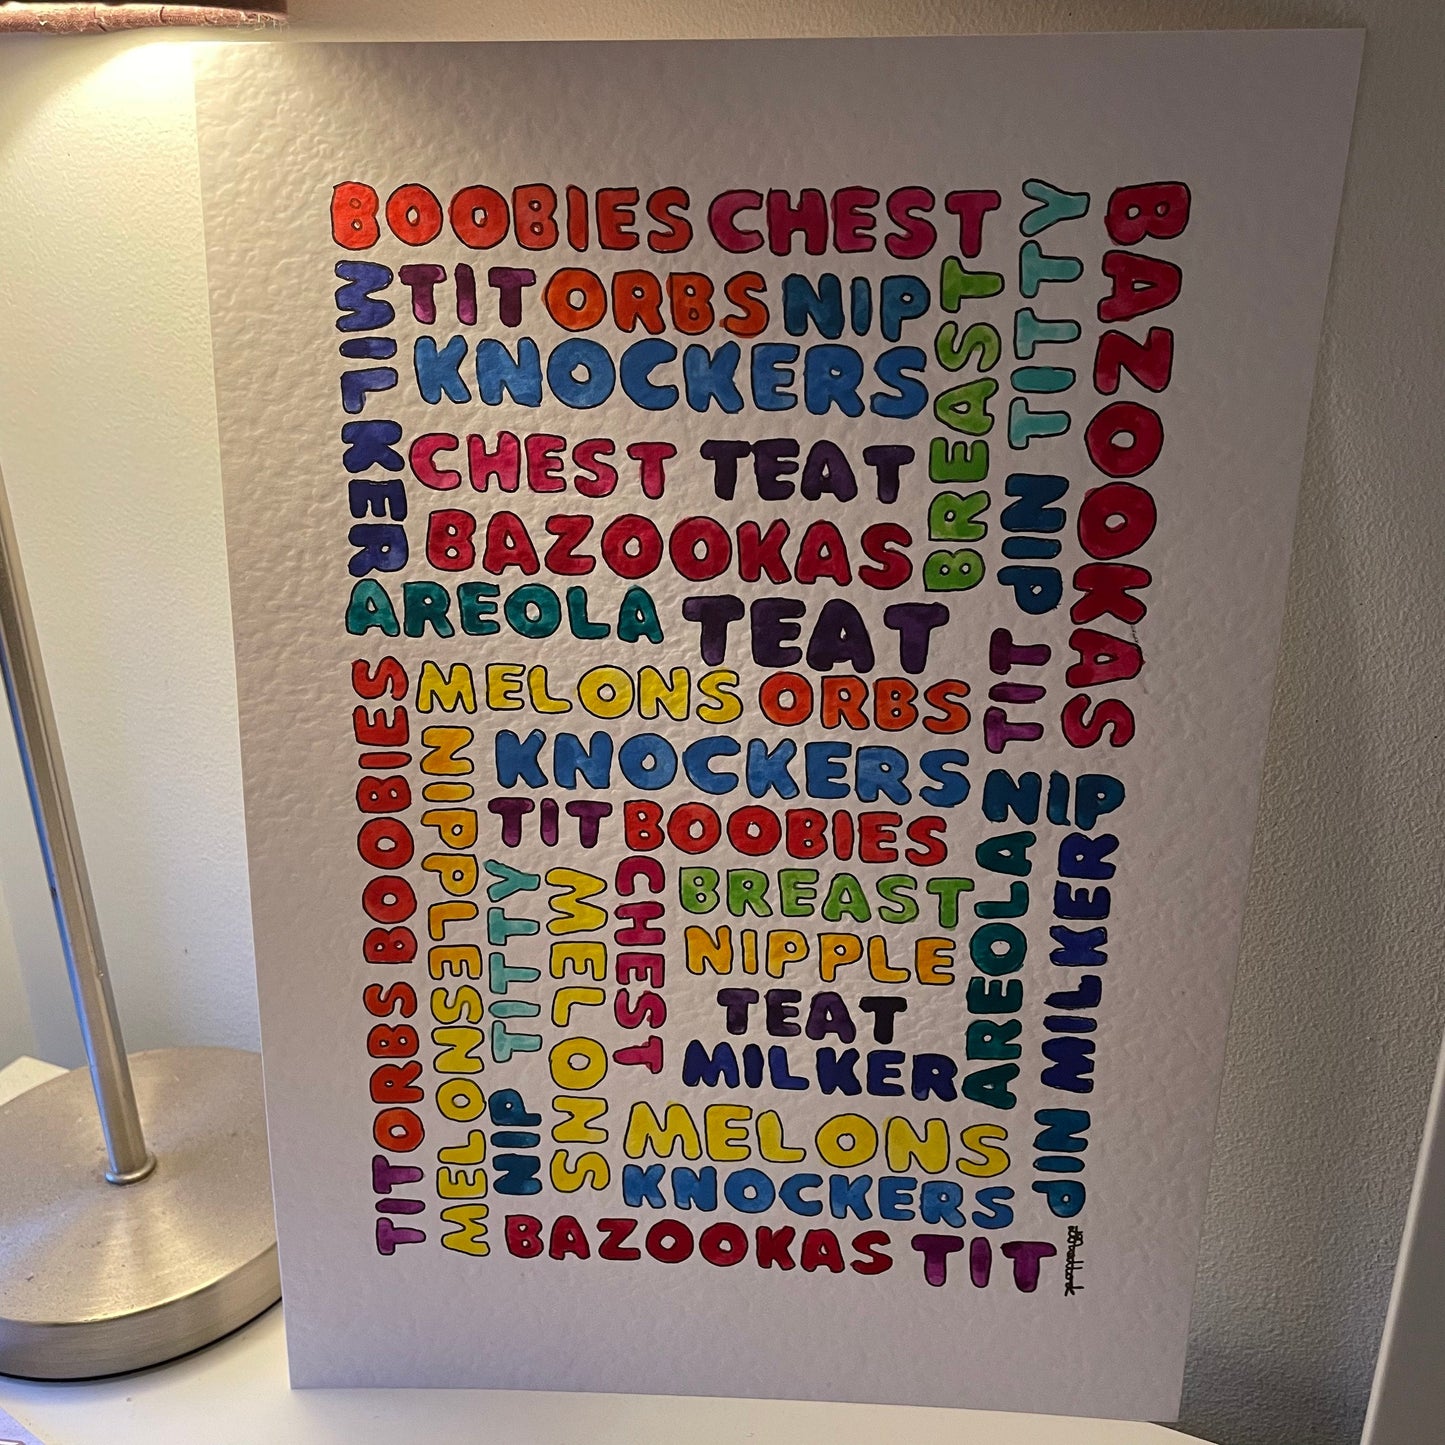 BOOBIES CHEST
TITTY
BAZOOKAS
MILKER
TIT ORBS NIP
BREAST
KNOCKERS
CHEST TEAT
NIP
BAZOOKAS
AREOLA TEAT
TIT
BOOBIES
BOOBIES
MELONS ORBS
NIPPLE
KNOCKERS
AREOLA
NIP
TIT BOOBIES
MILKER
TITTY
MELONS
CHEST
BREAST
NIPPLE
TEAT
MILKER
ORBS
MELONS
NIP
TIT
MELONS
NIP
KNOCKERS
BAZOOKAS TIT